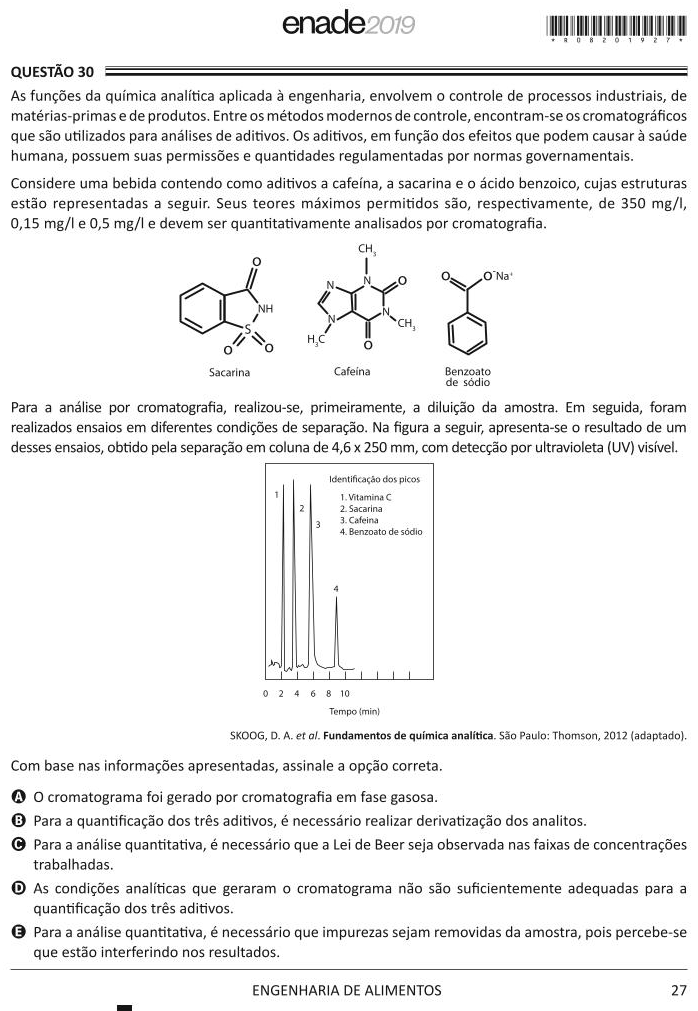 enade2019
* R 0 8 2 0 1 9 2 7 *
QUESTÃO 30
As funções da química analítica aplicada à engenharia, envolvem o controle de processos industriais, de
matérias-primas e de produtos. Entre os métodos modernos de controle, encontram-se os cromatográficos
que são utilizados para análises de aditivos. Os aditivos, em função dos efeitos que podem causar à saúde
humana, possuem suas permissões e quantidades regulamentadas por normas governamentais.
Considere uma bebida contendo como aditivos a cafeína, a sacarina e o ácido benzoico, cujas estruturas
estão representadas a seguir. Seus teores máximos permitidos são, respectivamente, de 350 mg/l,
0,15 mg/l e 0,5 mg/l e devem ser quantitativamente analisados por cromatografia.
O
NH
S
O
O
CH3
N
N
O
N
N
CH3
H3C
O
O
O-Na+
Sacarina
Cafeína
Benzoato
de sódio
Para a análise por cromatografia, realizou-se, primeiramente, a diluição da amostra. Em seguida, foram
realizados ensaios em diferentes condições de separação. Na figura a seguir, apresenta-se o resultado de um
desses ensaios, obtido pela separação em coluna de 4,6 x 250 mm, com detecção por ultravioleta (UV) visível.
Identificação dos picos
1. Vitamina C
2. Sacarina
3. Cafeina
4. Benzoato de sódio
1
2
3
4
0 2 4 6 8 10
Tempo (min)
SKOOG, D. A. et al. Fundamentos de química analítica. São Paulo: Thomson, 2012 (adaptado).
Com base nas informações apresentadas, assinale a opção correta.
A O cromatograma foi gerado por cromatografia em fase gasosa.
B Para a quantificação dos três aditivos, é necessário realizar derivatização dos analitos.
C Para a análise quantitativa, é necessário que a Lei de Beer seja observada nas faixas de concentrações
trabalhadas.
D As condições analíticas que geraram o cromatograma não são suficientemente adequadas para a
quantificação dos três aditivos.
E Para a análise quantitativa, é necessário que impurezas sejam removidas da amostra, pois percebe-se
que estão interferindo nos resultados.
ENGENHARIA DE ALIMENTOS
27